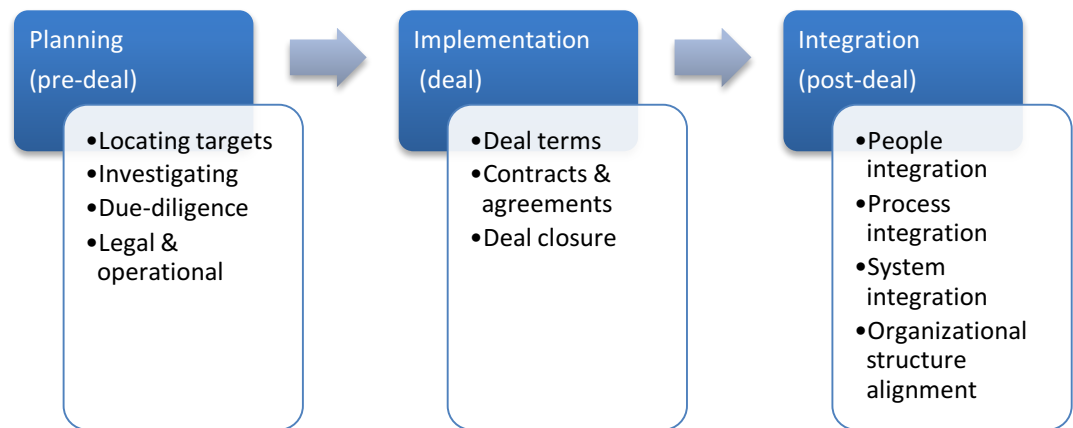 Planning
(pre-deal)
•Locating targets
•Investigating
•Due-diligence
•Legal &
operational
Implementation
(deal)
•Deal terms
•Contracts &
agreements
•Deal closure
Integration
(post-deal)
•People
integration
•Process
integration
•System
integration
•Organizational
structure
alignment